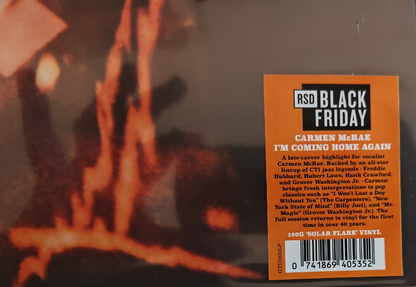 RSD BLACK
FRIDAY
CARMEN McRAE
I'M COMING HOME AGAIN
A late-career highlight for vocalist
Carmen McRae. Backed by an all-star
lineup of CTI jazz legends - Freddie
Hubbard, Hubert Laws, Hank Crawford,
and Grover Washington Jr. - Carmen
brings fresh interpretations to pop
classics such as "I Won't Last a Day
Without You" (The Carpenters), "New
York State of Mind" (Billy Joel), and "Mr.
Magic" (Grover Washington Jr.). The
full session returns to vinyl for the first
time in over 40 years.
180G 'SOLAR FLARE' VINYL
0 741869 405352